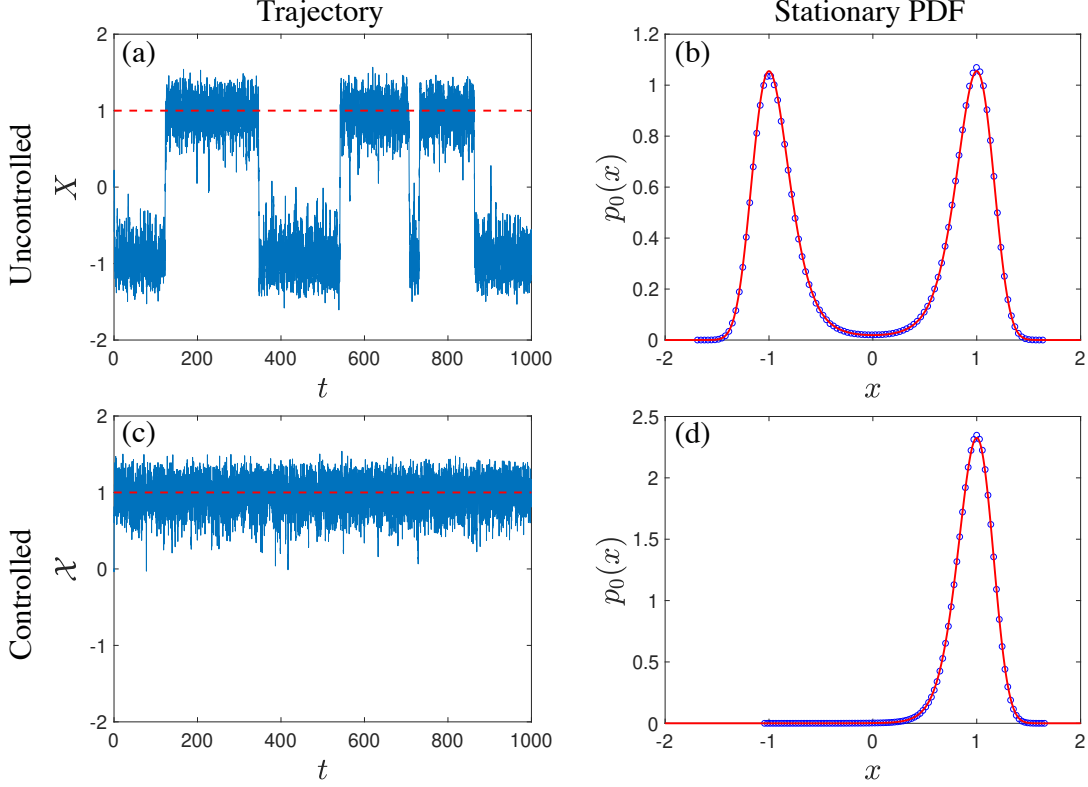 Trajectory
Stationary PDF
Uncontrolled
(a)
2
1
0
-1
-2
X
0 200 400 600 800 1000
t
(b)
1.2
1
0.8
0.6
0.4
0.2
0
p₀(x)
-2 -1 0 1 2
x
Controlled
(c)
2
1
0
-1
-2
𝒳
0 200 400 600 800 1000
t
(d)
2.5
2
1.5
1
0.5
0
p₀(x)
-2 -1 0 1 2
x